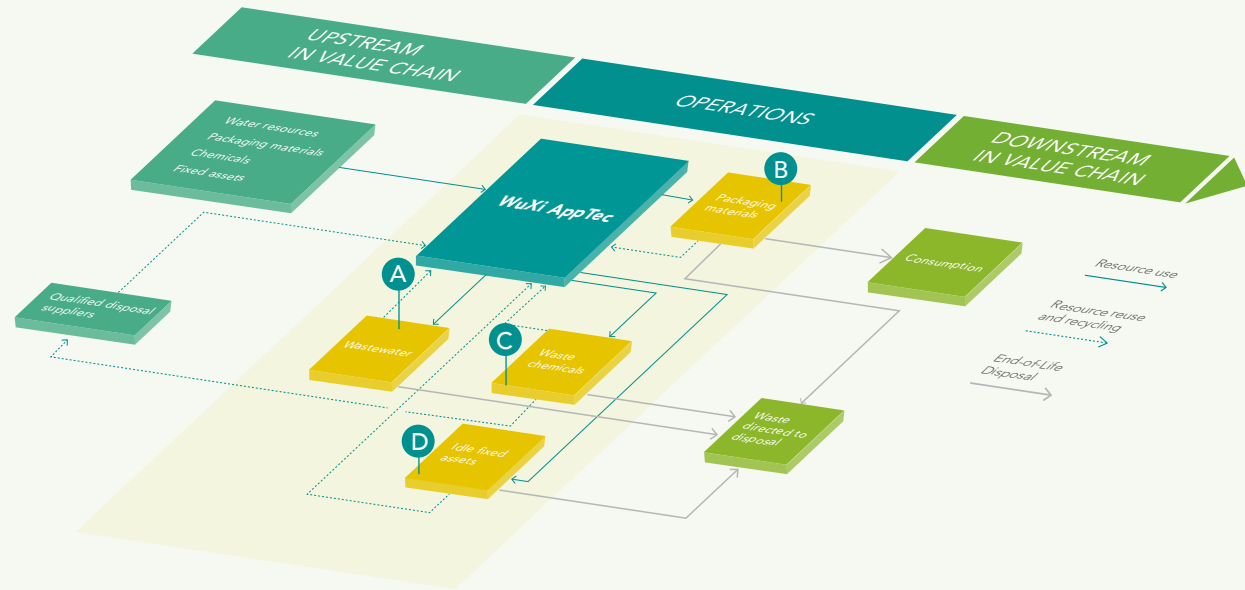 UPSTREAM
IN VALUE CHAIN
OPERATIONS
DOWNSTREAM
IN VALUE CHAIN
Water resources
Packaging materials
Chemicals
Fixed assets
WuXi AppTec
B
Packaging
materials
Consumption
Resource use
Resource reuse
and recycling
End-of-Life
Disposal
Qualified disposal
suppliers
A
Wastewater
C
Waste
chemicals
D
Idle fixed
assets
Waste
directed to
disposal